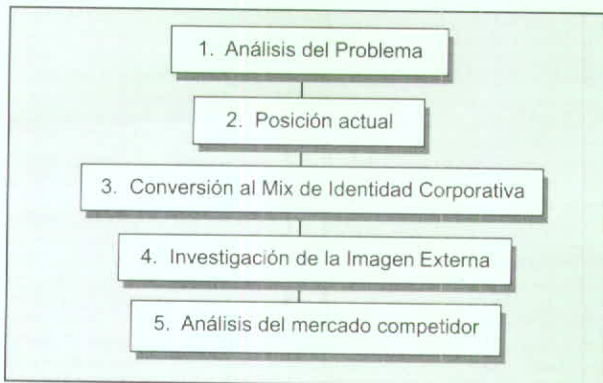 1. Análisis del Problema
2. Posición actual
3. Conversión al Mix de Identidad Corporativa
4. Investigación de la Imagen Externa
5. Análisis del mercado competidor